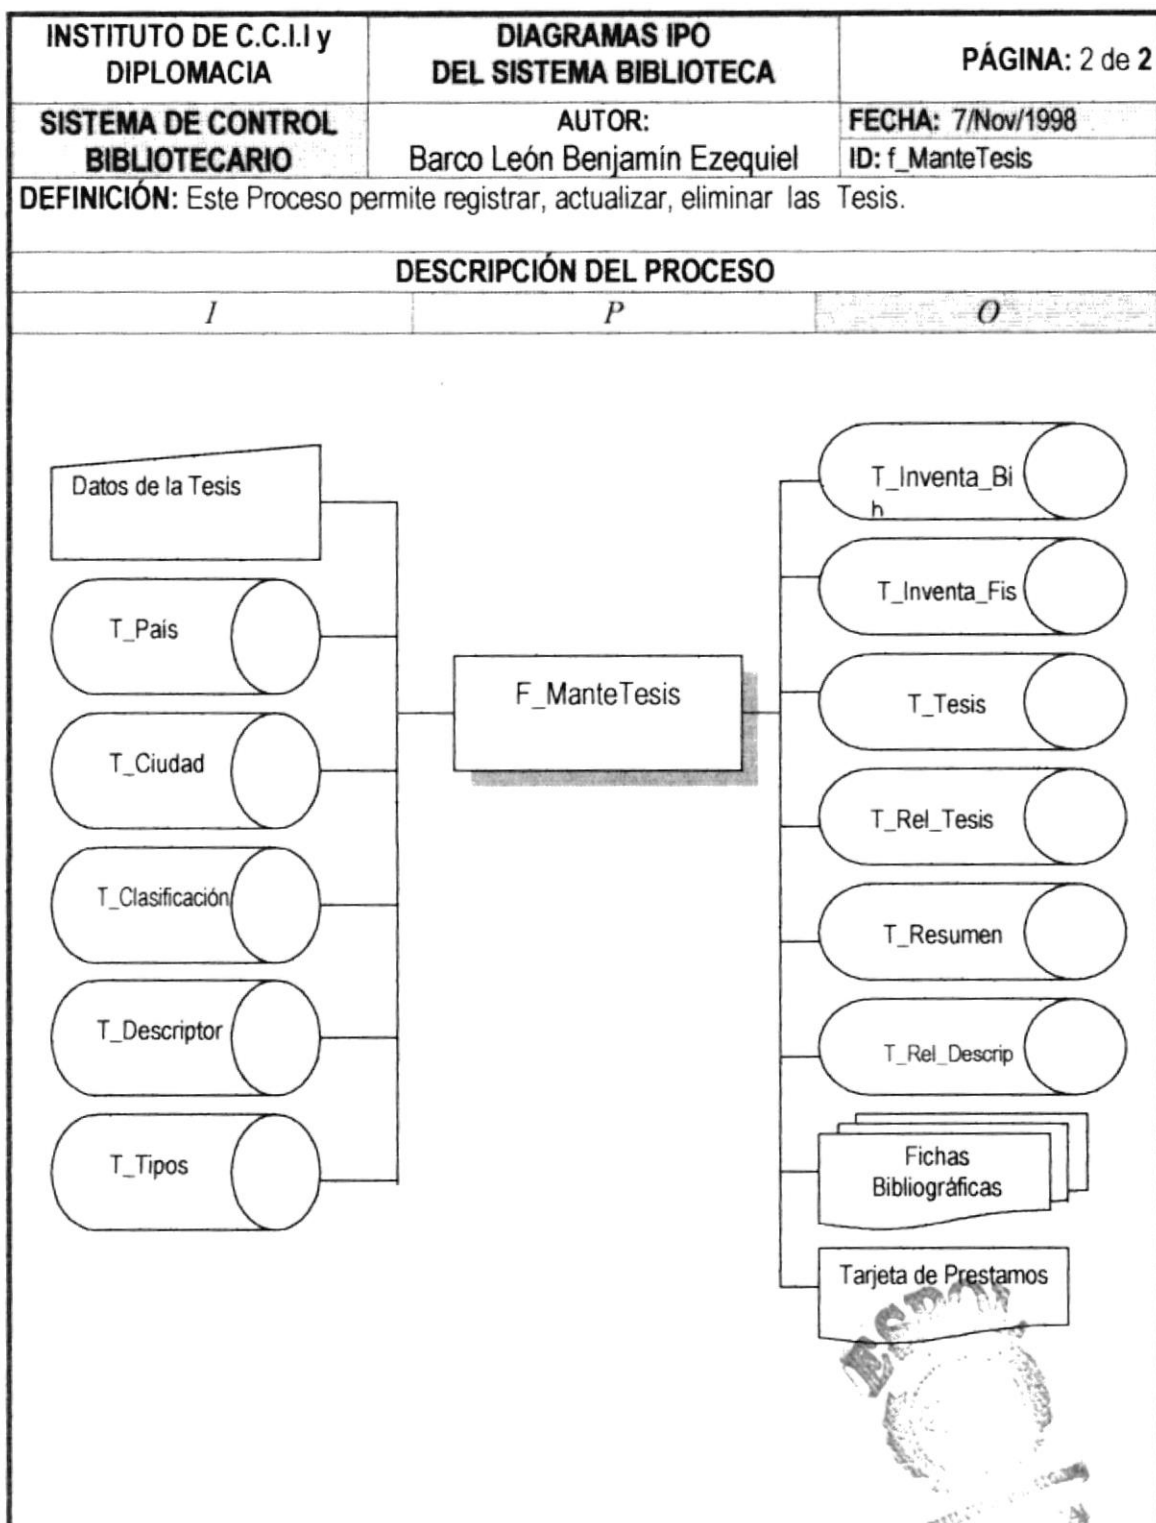 INSTITUTO DE C.C.I.I y
DIPLOMACIA
DIAGRAMAS IPO
DEL SISTEMA BIBLIOTECA
PÁGINA: 2 de 2
SISTEMA DE CONTROL
BIBLIOTECARIO
AUTOR:
Barco León Benjamín Ezequiel
FECHA: 7/Nov/1998
ID: f_ManteTesis
DEFINICIÓN: Este Proceso permite registrar, actualizar, eliminar las Tesis.
DESCRIPCIÓN DEL PROCESO
I
P
O
Datos de la Tesis
T_País
T_Ciudad
T_Clasificación
T_Descriptor
T_Tipos
F_ManteTesis
T_Inventa_Bi
h
T_Inventa_Fis
T_Tesis
T_Rel_Tesis
T_Resumen
T_Rel_Descrip
Fichas
Bibliográficas
Tarjeta de Prestamos
ESPOL